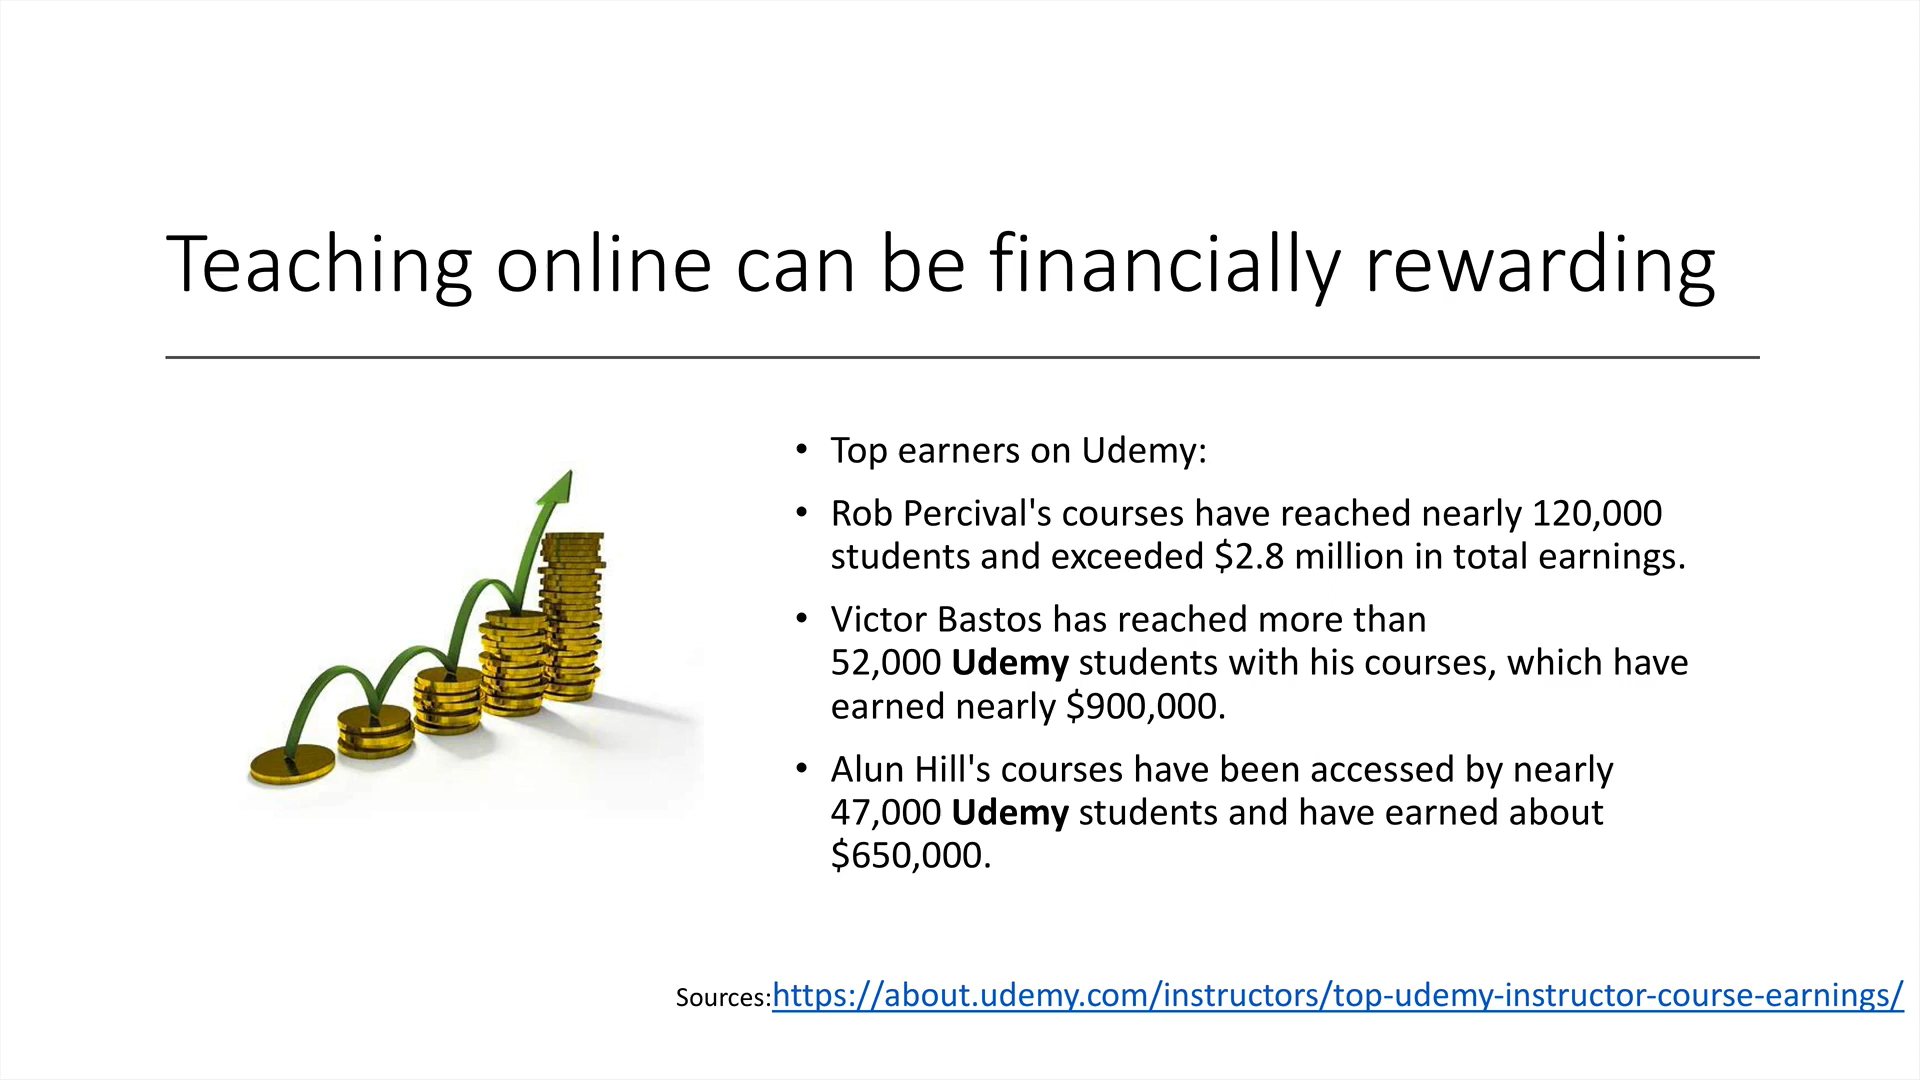 Teaching online can be financially rewarding
• Top earners on Udemy:
• Rob Percival's courses have reached nearly 120,000
students and exceeded $2.8 million in total earnings.
• Victor Bastos has reached more than
52,000 Udemy students with his courses, which have
earned nearly $900,000.
• Alun Hill's courses have been accessed by nearly
47,000 Udemy students and have earned about
$650,000.
Sources:https://about.udemy.com/instructors/top-udemy-instructor-course-earnings/